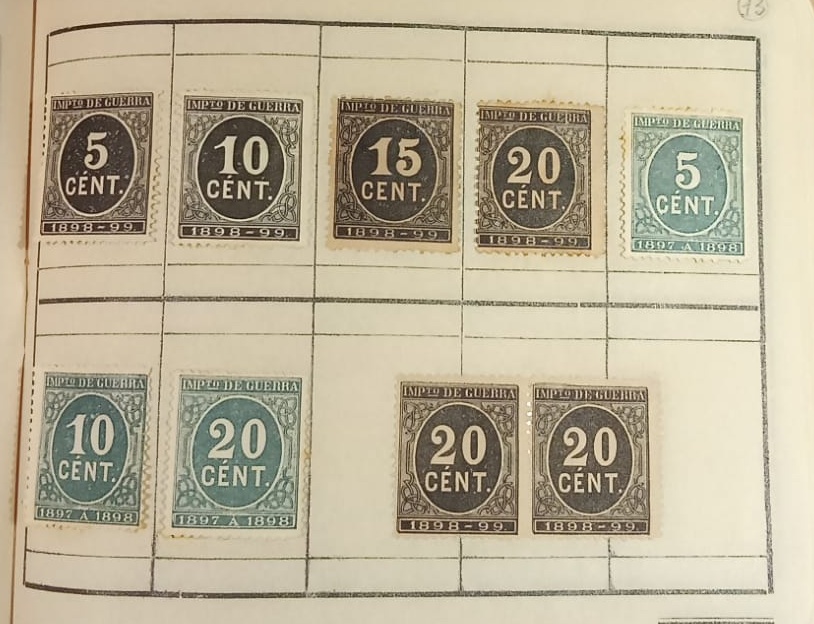 73
IMPTO DE GUERRA
5
CÉNT.
1898-99.
IMPTO DE GUERRA
10
CÉNT.
1898-99.
IMPTO DE GUERRA
15
CENT.
1898-99.
IMPTO DE GUERRA
20
CÉNT.
1898-99.
IMPTO DE GUERRA
5
CÉNT.
1897 A 1898
IMPTO DE GUERRA
10
CÉNT.
1897 A 1898
IMPTO DE GUERRA
20
CÉNT.
1897 A 1898
IMPTO DE GUERRA
20
CÉNT.
1898-99.
IMPTO DE GUERRA
20
CÉNT.
1898-99.